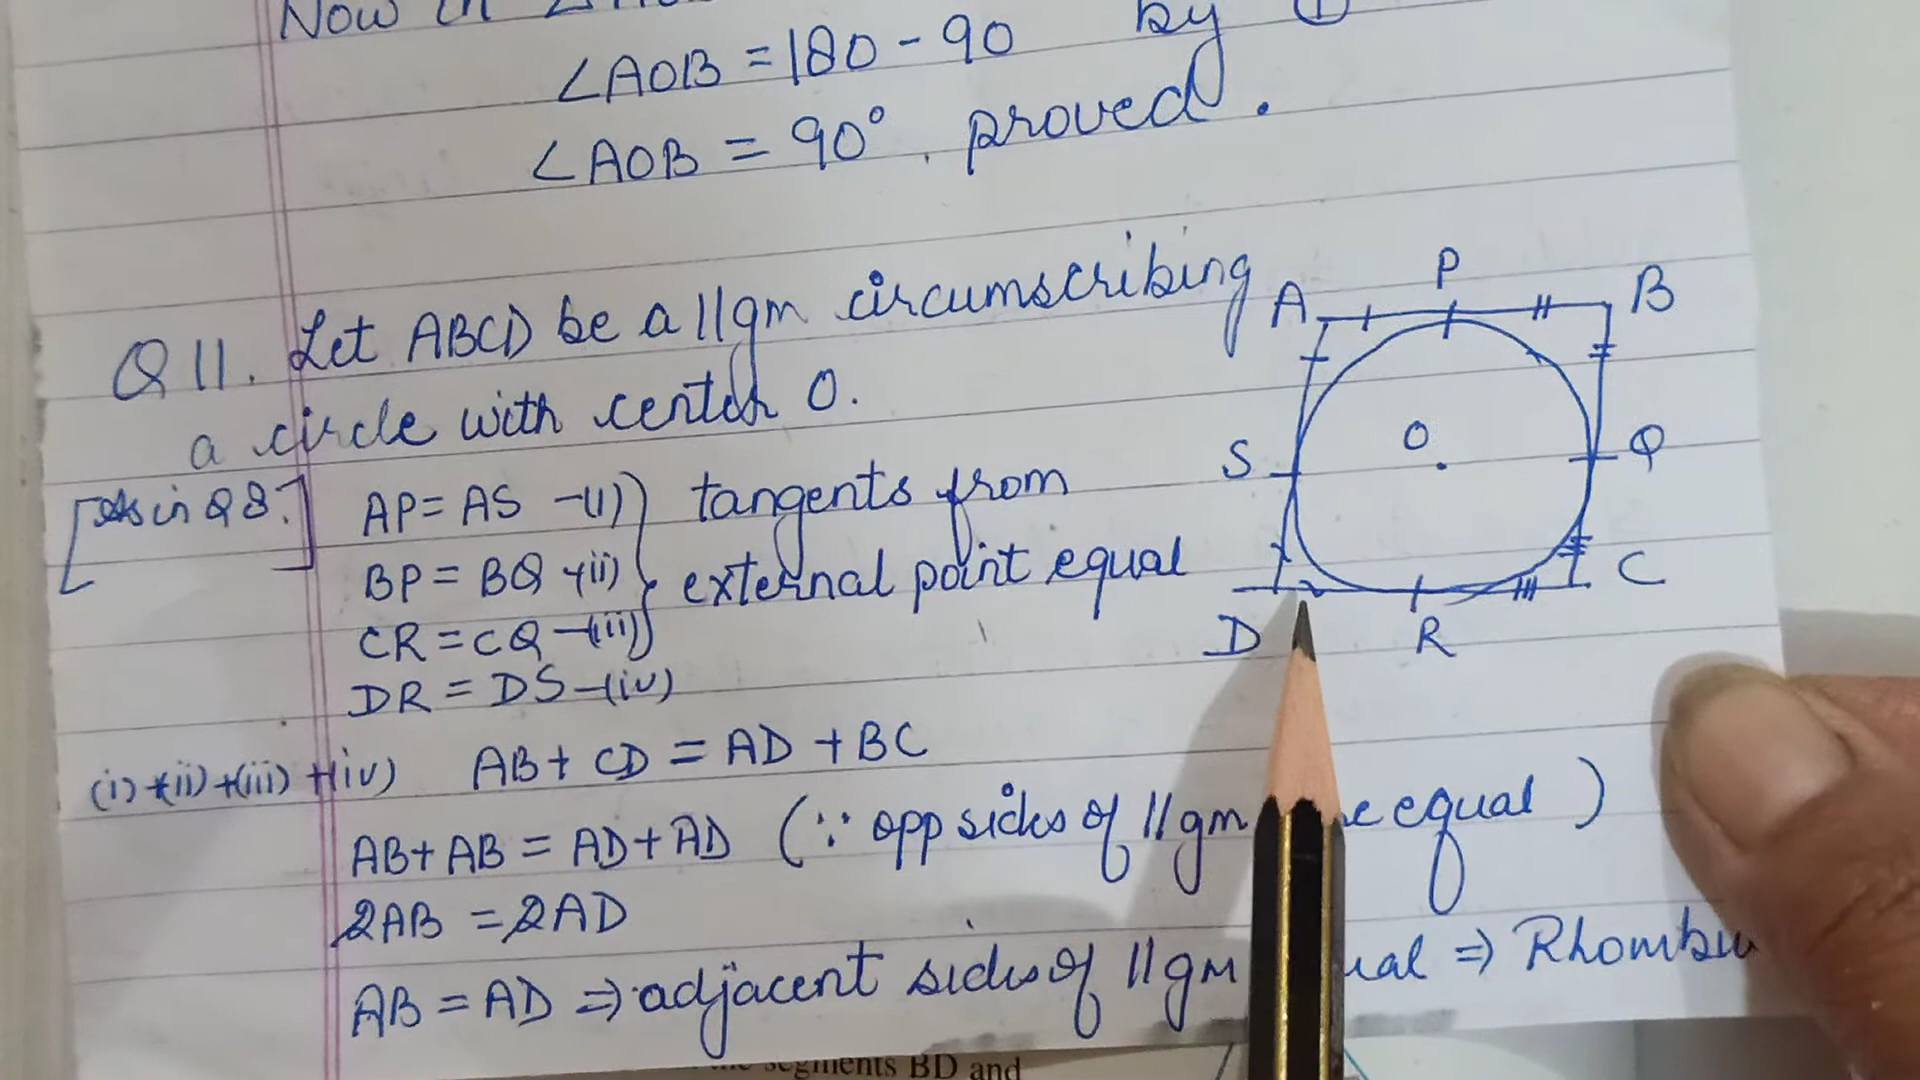 Now in
∠AOB = 180 - 90 by ①
∠AOB = 90°. proved.
Q 11. Let ABCD be a ||gm circumscribing
a circle with center O.
[As in Q 8.] AP = AS -(i) } tangents from
BP = BQ -(ii) } external point equal
CR = CQ -(iii) }
DR = DS -(iv)
(i)+(ii)+(iii)+(iv) AB + CD = AD + BC
AB + AB = AD + AD (∵ opp sides of ||gm equal)
2AB = 2AD
AB = AD ⇒ adjacent sides of ||gm ⇒ Rhombu
A P B
S O Q
D R C
segments BD and